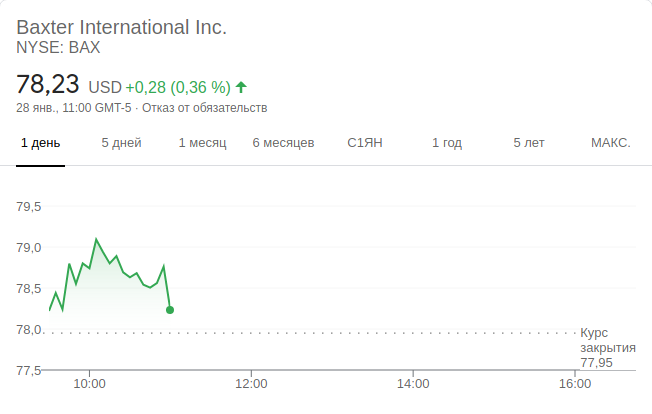 Baxter International Inc.
NYSE: BAX
78,23 USD +0,28 (0,36 %)
28 янв., 11:00 GMT-5 · Отказ от обязательств
1 день 5 дней 1 месяц 6 месяцев С1ЯН 1 год 5 лет МАКС.
79,5
79,0
78,5
78,0
Курс
закрытия
77,95
77,5
10:00 12:00 14:00 16:00